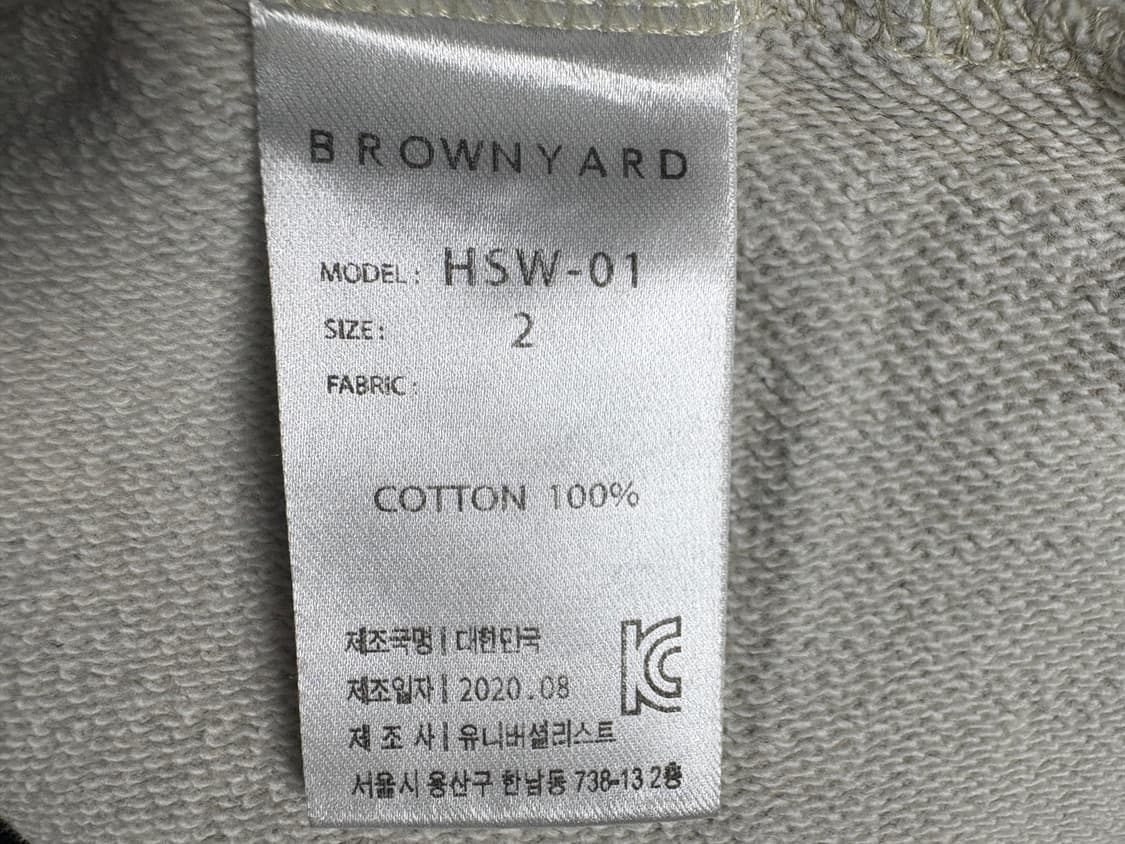 BROWNYARD
MODEL: HSW-01
SIZE: 2
FABRIC:
COTTON 100%
제조국명 | 대한민국
제조일자 | 2020.08
제 조 사 | 유니버설리스트
서울시 용산구 한남동 738-13 2층
KC